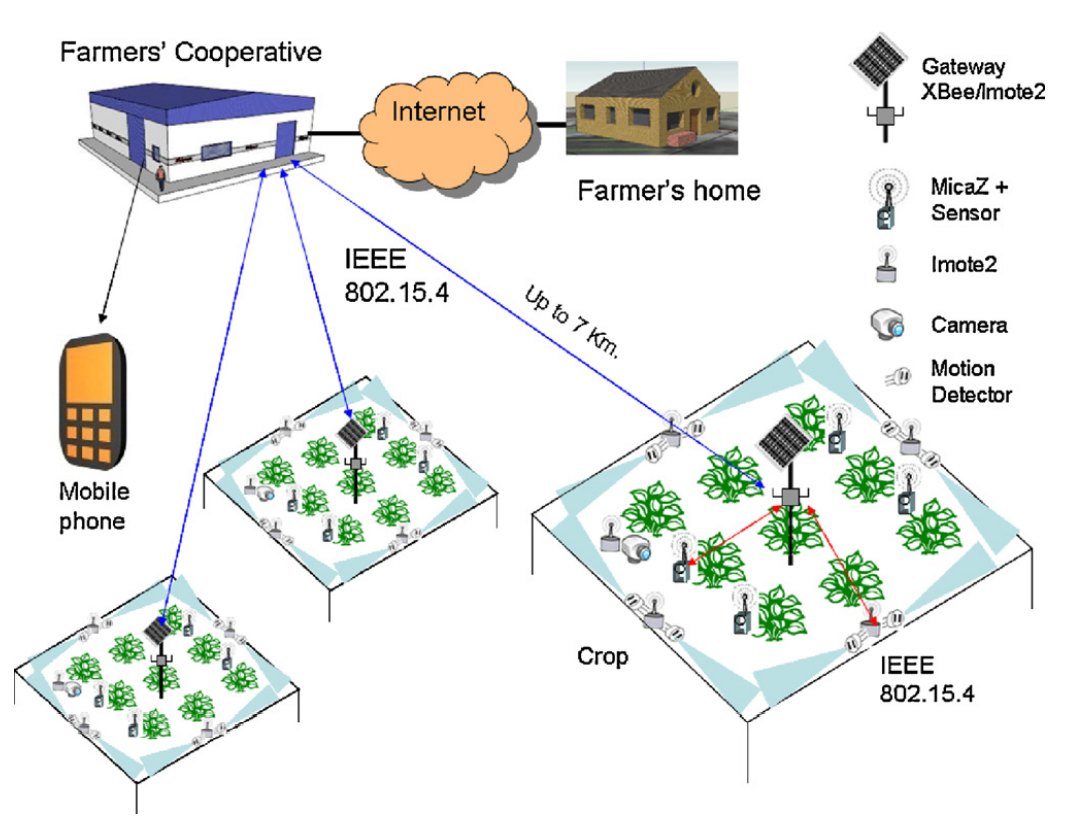 Farmers' Cooperative
Internet
Farmer's home
Gateway
XBee/Imote2
MicaZ +
Sensor
Imote2
Camera
Motion
Detector
IEEE
802.15.4
Up to 7 Km.
Mobile
phone
Crop
IEEE
802.15.4